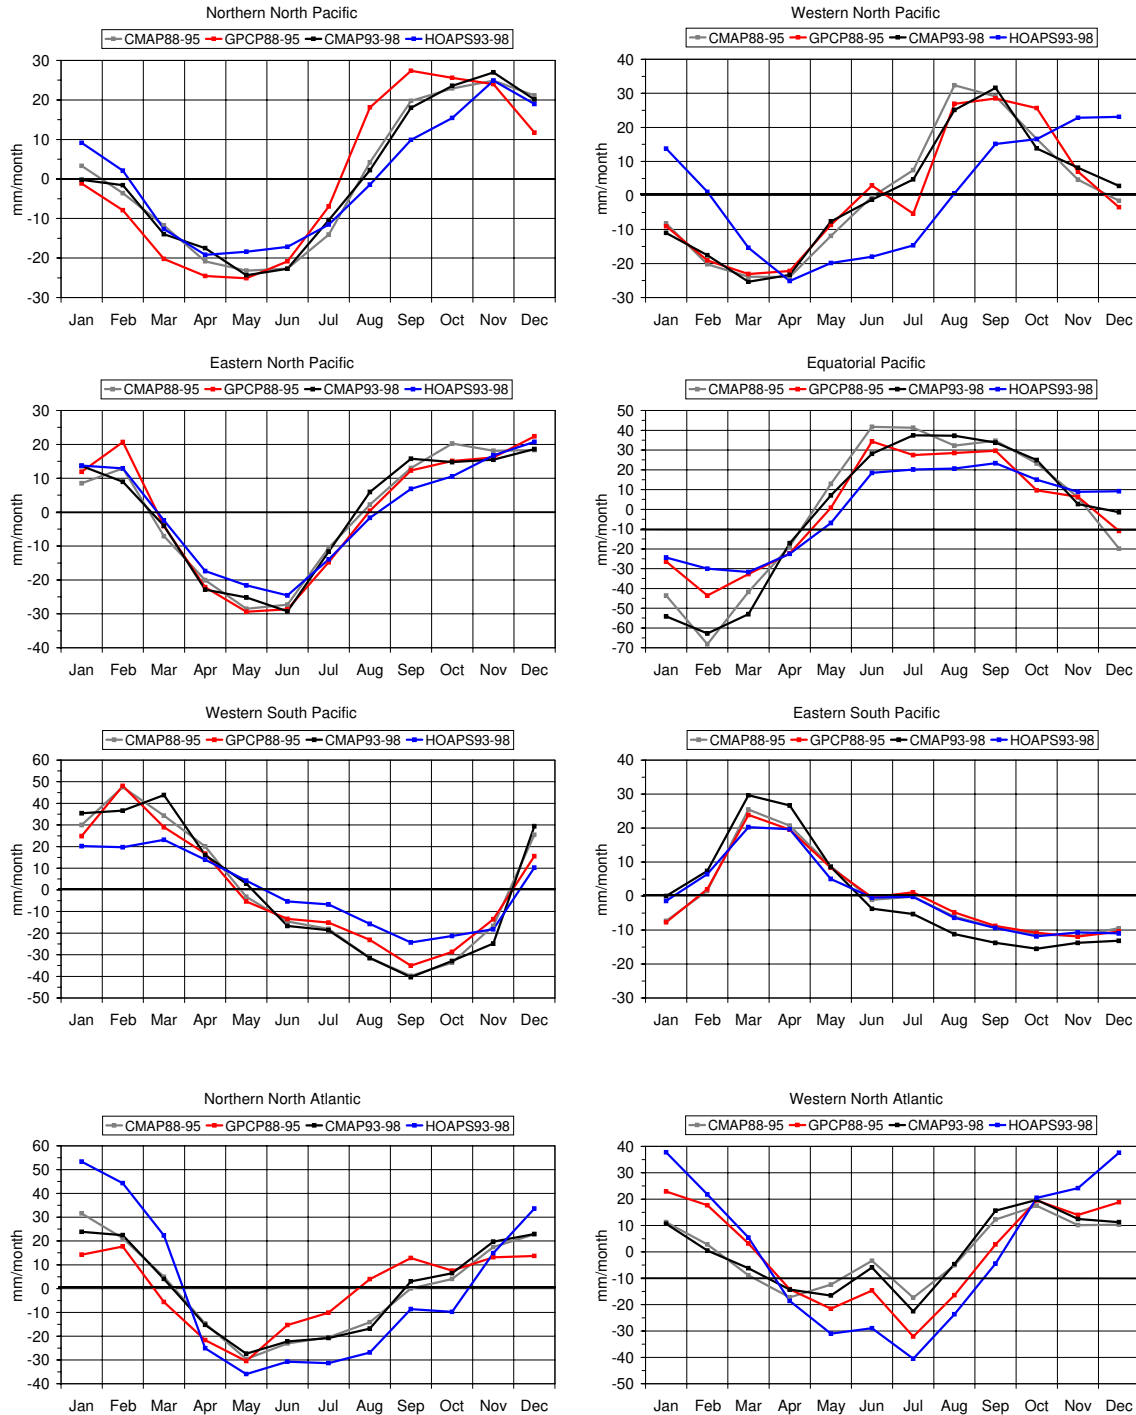 Northern North Pacific
CMAP88-95 GPCP88-95 CMAP93-98 HOAPS93-98
mm/month
30
20
10
0
-10
-20
-30
Jan Feb Mar Apr May Jun Jul Aug Sep Oct Nov Dec
Western North Pacific
CMAP88-95 GPCP88-95 CMAP93-98 HOAPS93-98
mm/month
40
30
20
10
0
-10
-20
-30
Jan Feb Mar Apr May Jun Jul Aug Sep Oct Nov Dec
Eastern North Pacific
CMAP88-95 GPCP88-95 CMAP93-98 HOAPS93-98
mm/month
30
20
10
0
-10
-20
-30
-40
Jan Feb Mar Apr May Jun Jul Aug Sep Oct Nov Dec
Equatorial Pacific
CMAP88-95 GPCP88-95 CMAP93-98 HOAPS93-98
mm/month
50
40
30
20
10
0
-10
-20
-30
-40
-50
-60
-70
Jan Feb Mar Apr May Jun Jul Aug Sep Oct Nov Dec
Western South Pacific
CMAP88-95 GPCP88-95 CMAP93-98 HOAPS93-98
mm/month
60
50
40
30
20
10
0
-10
-20
-30
-40
-50
Jan Feb Mar Apr May Jun Jul Aug Sep Oct Nov Dec
Eastern South Pacific
CMAP88-95 GPCP88-95 CMAP93-98 HOAPS93-98
mm/month
40
30
20
10
0
-10
-20
-30
Jan Feb Mar Apr May Jun Jul Aug Sep Oct Nov Dec
Northern North Atlantic
CMAP88-95 GPCP88-95 CMAP93-98 HOAPS93-98
mm/month
60
50
40
30
20
10
0
-10
-20
-30
-40
Jan Feb Mar Apr May Jun Jul Aug Sep Oct Nov Dec
Western North Atlantic
CMAP88-95 GPCP88-95 CMAP93-98 HOAPS93-98
mm/month
40
30
20
10
0
-10
-20
-30
-40
-50
Jan Feb Mar Apr May Jun Jul Aug Sep Oct Nov Dec